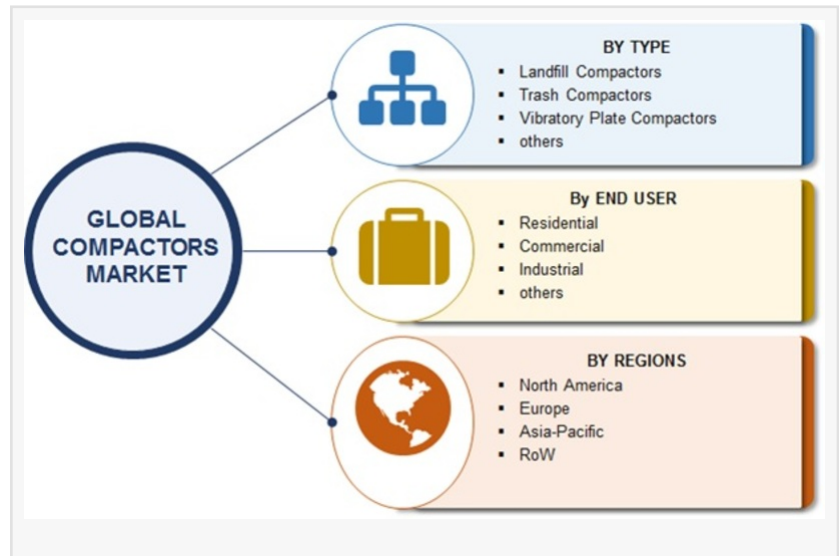 GLOBAL
COMPACTORS
MARKET
BY TYPE
▪ Landfill Compactors
▪ Trash Compactors
▪ Vibratory Plate Compactors
▪ others
By END USER
▪ Residential
▪ Commercial
▪ Industrial
▪ others
BY REGIONS
▪ North America
▪ Europe
▪ Asia-Pacific
▪ RoW